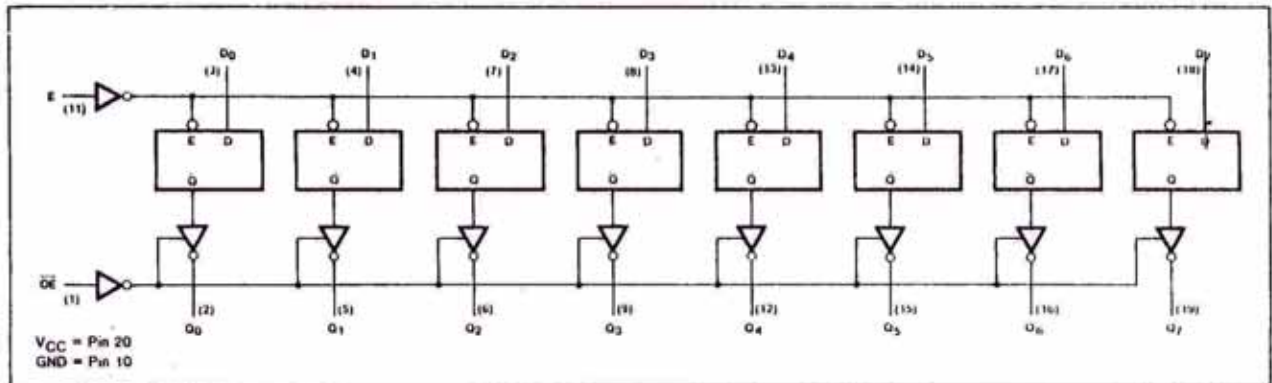 D0 D1 D2 D3 D4 D5 D6 D7
(3) (4) (7) (8) (13) (14) (17) (18)
E
(11)
E D E D E D E D E D E D E D E D
Q Q Q Q Q Q Q Q
OE
(1)
(2) (5) (6) (9) (12) (15) (16) (19)
Q0 Q1 Q2 Q3 Q4 Q5 Q6 Q7
VCC = Pin 20
GND = Pin 10